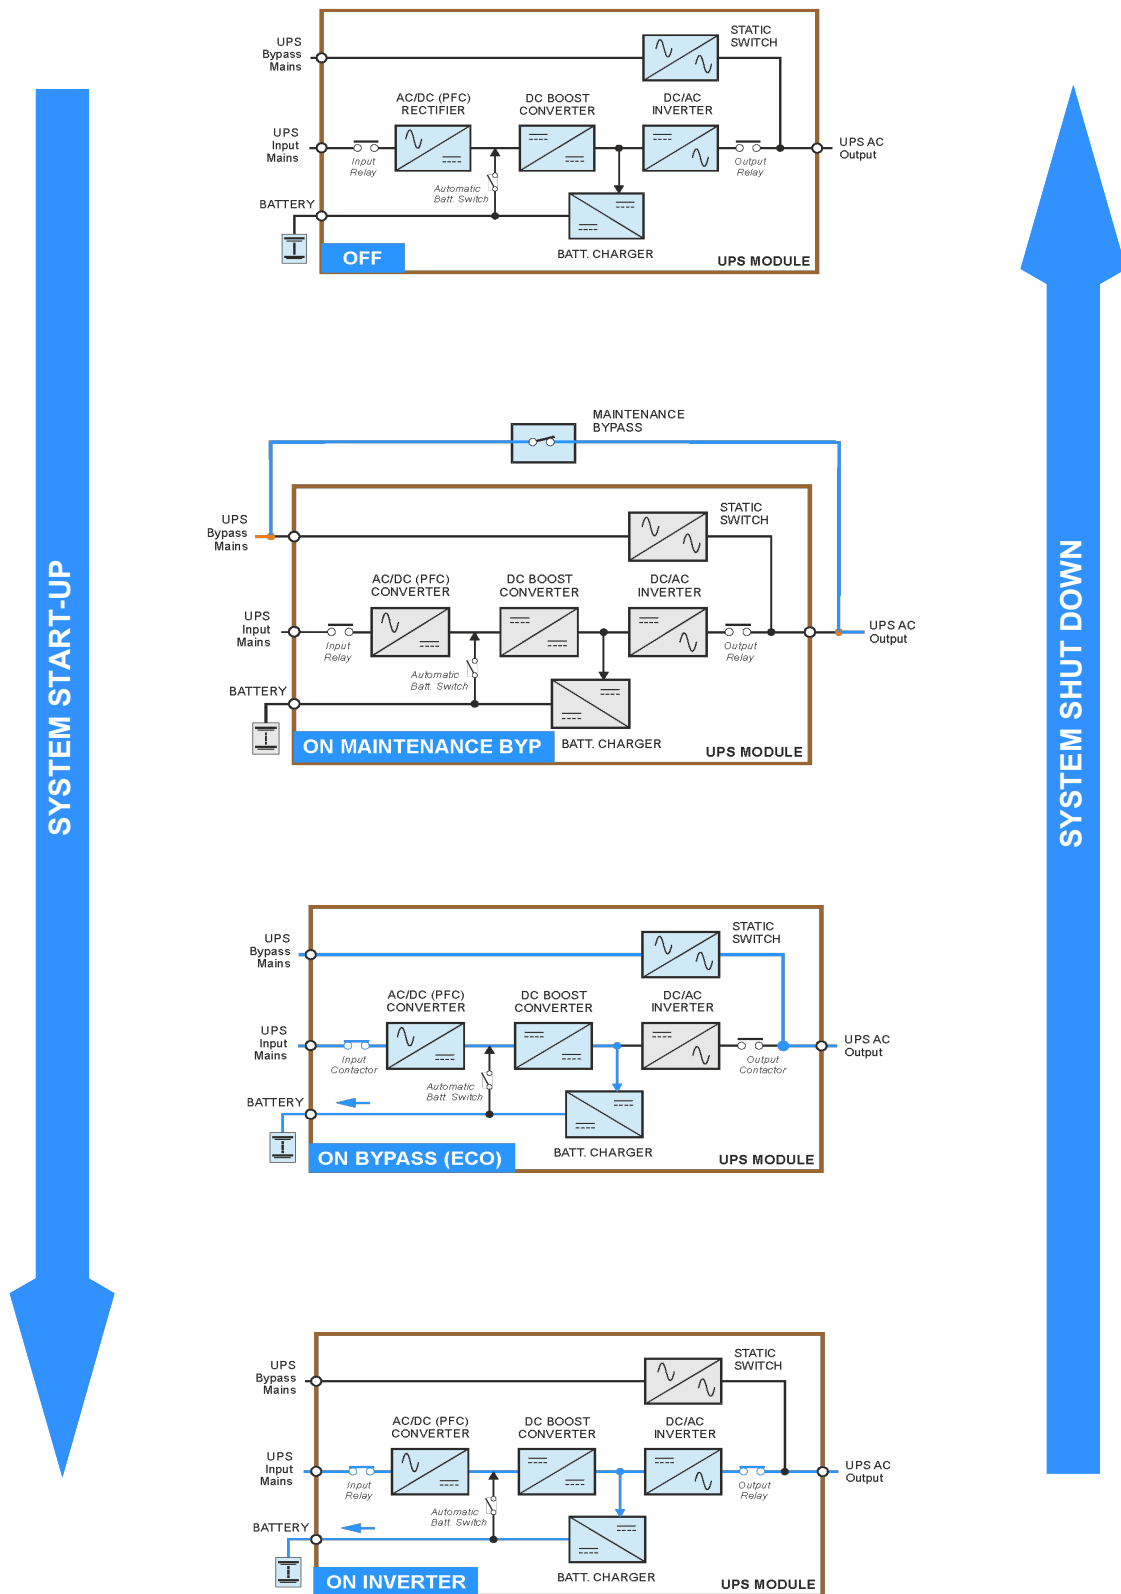 UPS
Bypass
Mains
STATIC
SWITCH
AC/DC (PFC)
RECTIFIER
DC BOOST
CONVERTER
DC/AC
INVERTER
UPS
Input
Mains
Input
Relay
Output
Relay
UPS AC
Output
Automatic
Batt. Switch
BATTERY
BATT. CHARGER
OFF
UPS MODULE
MAINTENANCE
BYPASS
UPS
Bypass
Mains
STATIC
SWITCH
AC/DC (PFC)
CONVERTER
DC BOOST
CONVERTER
DC/AC
INVERTER
UPS
Input
Mains
Input
Relay
Output
Relay
UPS AC
Output
Automatic
Batt. Switch
BATTERY
BATT. CHARGER
ON MAINTENANCE BYP
UPS MODULE
SYSTEM START-UP
SYSTEM SHUT DOWN
UPS
Bypass
Mains
STATIC
SWITCH
AC/DC (PFC)
CONVERTER
DC BOOST
CONVERTER
DC/AC
INVERTER
UPS
Input
Mains
Input
Contactor
Output
Contactor
UPS AC
Output
Automatic
Batt. Switch
BATTERY
BATT. CHARGER
ON BYPASS (ECO)
UPS MODULE
UPS
Bypass
Mains
STATIC
SWITCH
AC/DC (PFC)
CONVERTER
DC BOOST
CONVERTER
DC/AC
INVERTER
UPS
Input
Mains
Input
Relay
Output
Relay
UPS AC
Output
Automatic
Batt. Switch
BATTERY
BATT. CHARGER
ON INVERTER
UPS MODULE